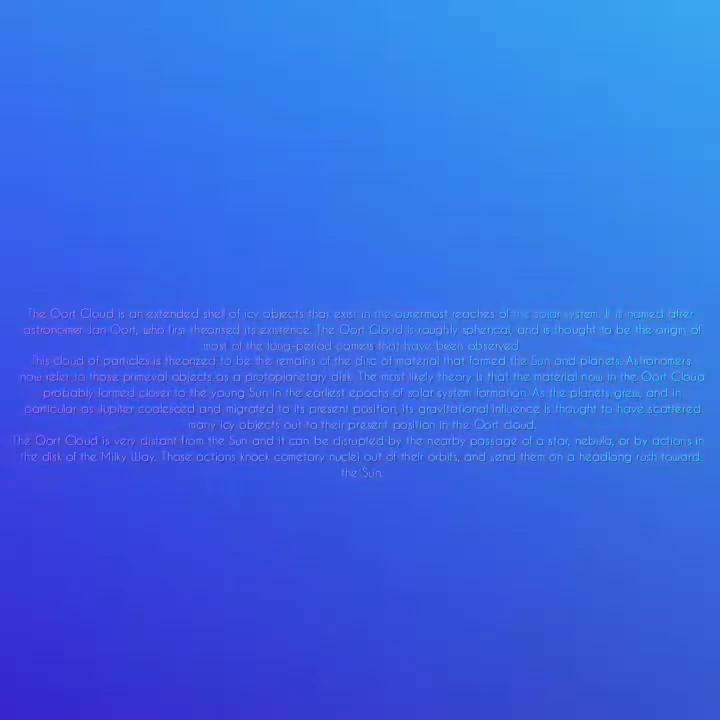 The Oort Cloud is an extended shell of icy objects that exist in the outermost reaches of the solar system. It is named after
astronomer Jan Oort, who first theorised its existence. The Oort Cloud is roughly spherical, and is thought to be the origin of
most of the long-period comets that have been observed.
This cloud of particles is theorized to be the remains of the disc of material that formed the Sun and planets. Astronomers
now refer to those primeval objects as a protoplanetary disk. The most likely theory is that the material now in the Oort Cloud
probably formed closer to the young Sun in the earliest epochs of solar system formation. As the planets grew, and in
particular as Jupiter coalesced and migrated to its present position, its gravitational influence is thought to have scattered
many icy objects out to their present position in the Oort cloud.
The Oort Cloud is very distant from the Sun and it can be disrupted by the nearby passage of a star, nebula, or by actions in
the disk of the Milky Way. Those actions knock cometary nuclei out of their orbits, and send them on a headlong rush toward
the Sun.